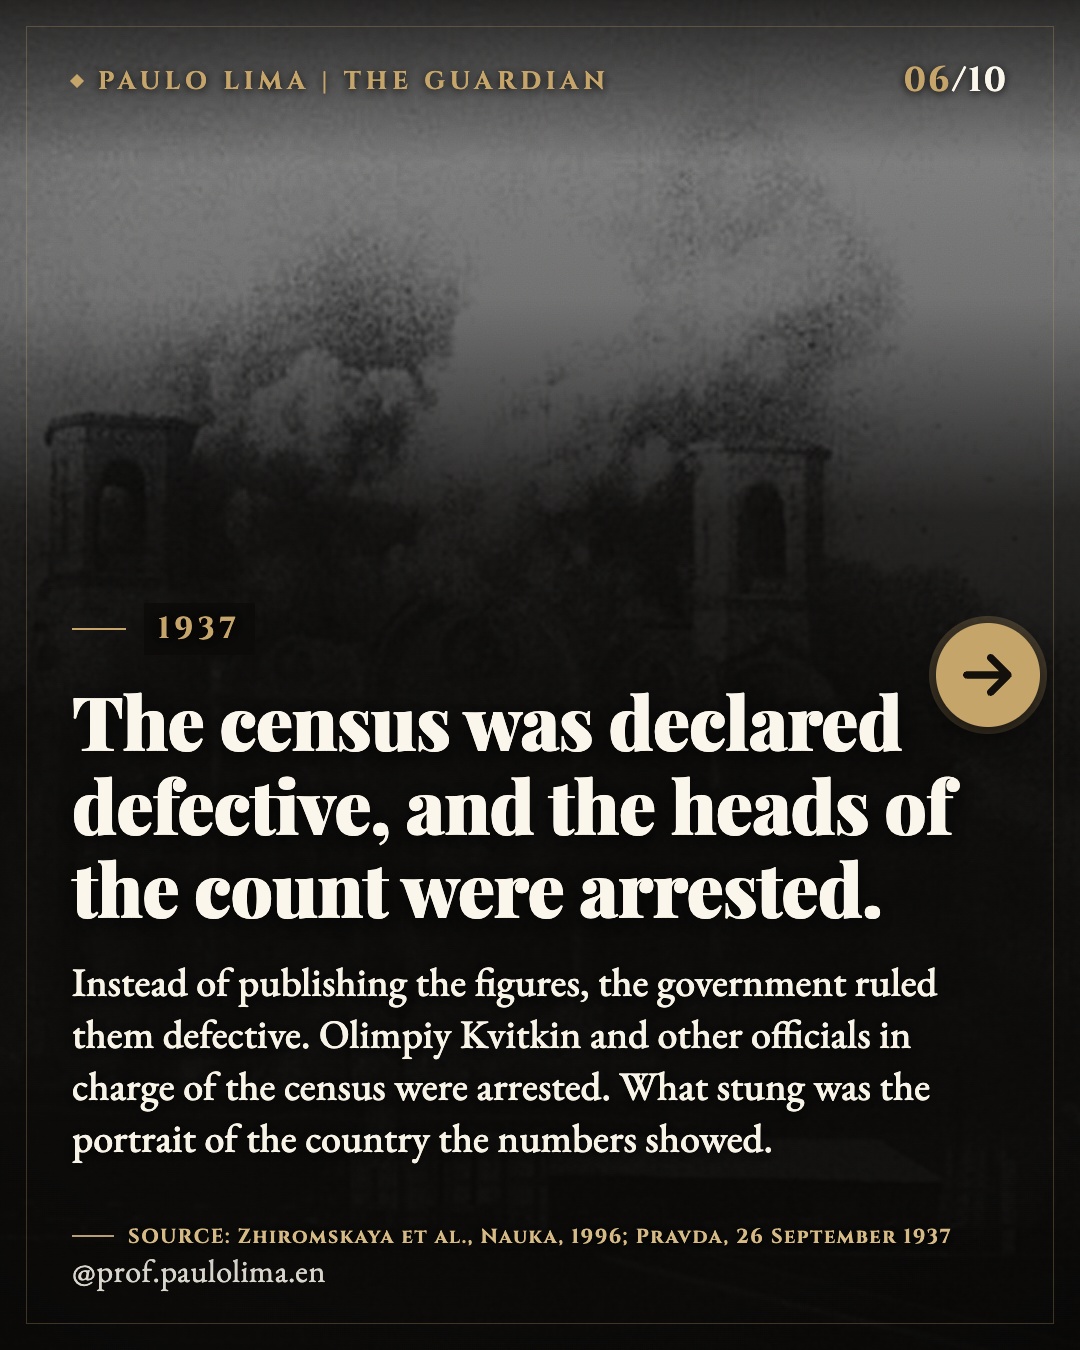 ◆ PAULO LIMA | THE GUARDIAN
06/10
1937
The census was declared
defective, and the heads of
the count were arrested.
Instead of publishing the figures, the government ruled
them defective. Olimpiy Kvitkin and other officials in
charge of the census were arrested. What stung was the
portrait of the country the numbers showed.
SOURCE: Zhiromskaya et al., Nauka, 1996; Pravda, 26 September 1937
@prof.paulolima.en